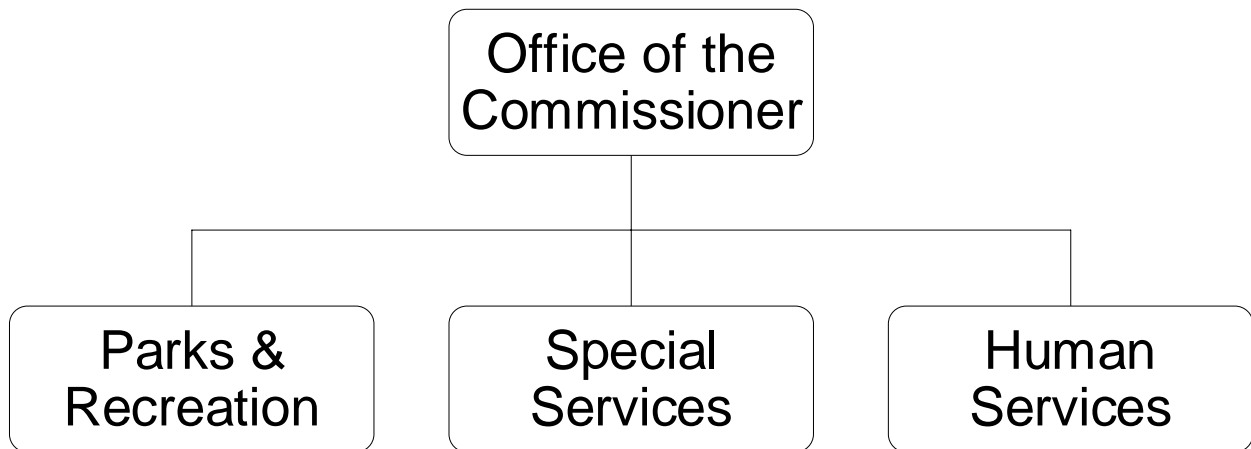 Office of the
Commissioner
Parks &
Recreation
Special
Services
Human
Services